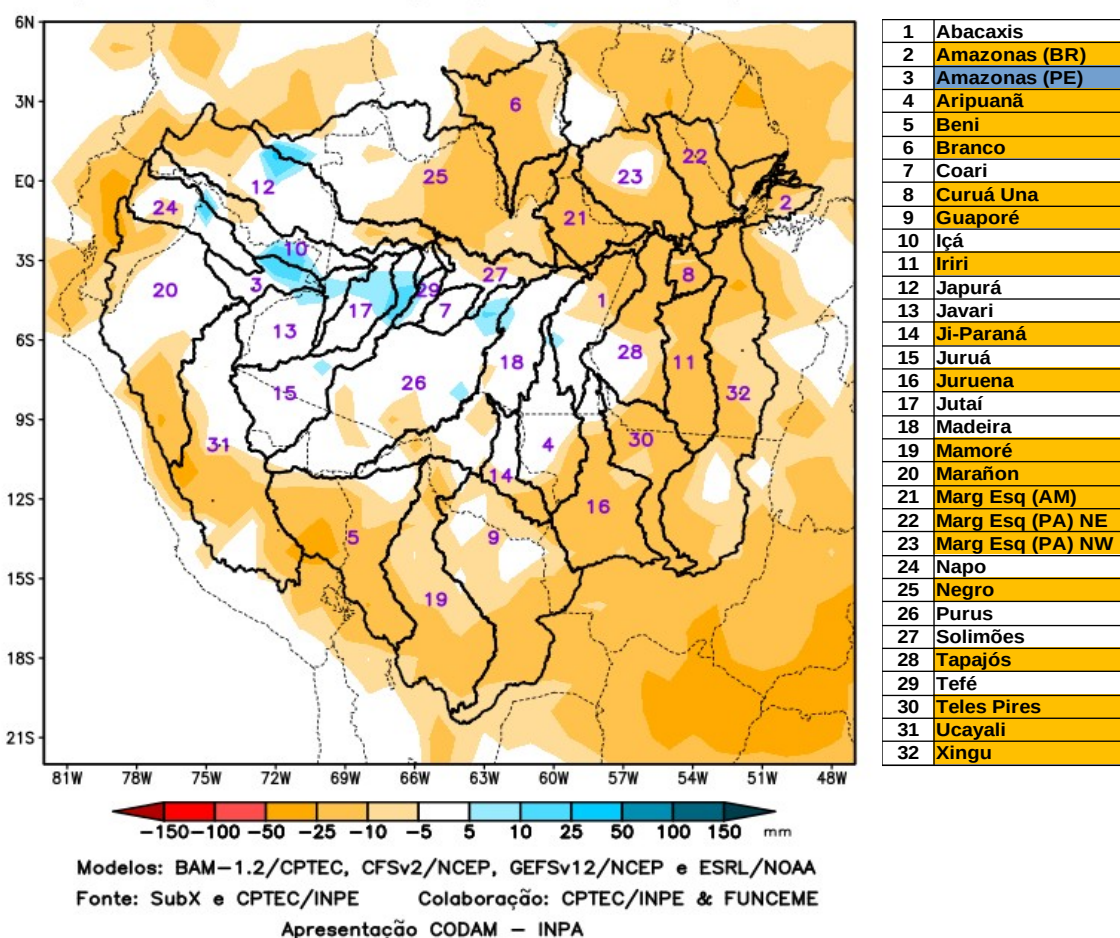 6N
3N
EQ
3S
6S
9S
12S
15S
18S
21S
81W 78W 75W 72W 69W 66W 63W 60W 57W 54W 51W 48W
6
22
23
25
12
24
2
21
10
27
8
3
29
20
1
17
7
13
28
18
11
26
15
32
30
31
4
14
16
5
9
19
−150 −100 −50 −25 −10 −5 5 10 25 50 100 150 mm
Modelos: BAM−1.2/CPTEC, CFSv2/NCEP, GEFSv12/NCEP e ESRL/NOAA
Fonte: SubX e CPTEC/INPE Colaboração: CPTEC/INPE & FUNCEME
Apresentação CODAM − INPA
1 Abacaxis
2 Amazonas (BR)
3 Amazonas (PE)
4 Aripuanã
5 Beni
6 Branco
7 Coari
8 Curuá Una
9 Guaporé
10 Içá
11 Iriri
12 Japurá
13 Javari
14 Ji-Paraná
15 Juruá
16 Juruena
17 Jutaí
18 Madeira
19 Mamoré
20 Marañon
21 Marg Esq (AM)
22 Marg Esq (PA) NE
23 Marg Esq (PA) NW
24 Napo
25 Negro
26 Purus
27 Solimões
28 Tapajós
29 Tefé
30 Teles Pires
31 Ucayali
32 Xingu